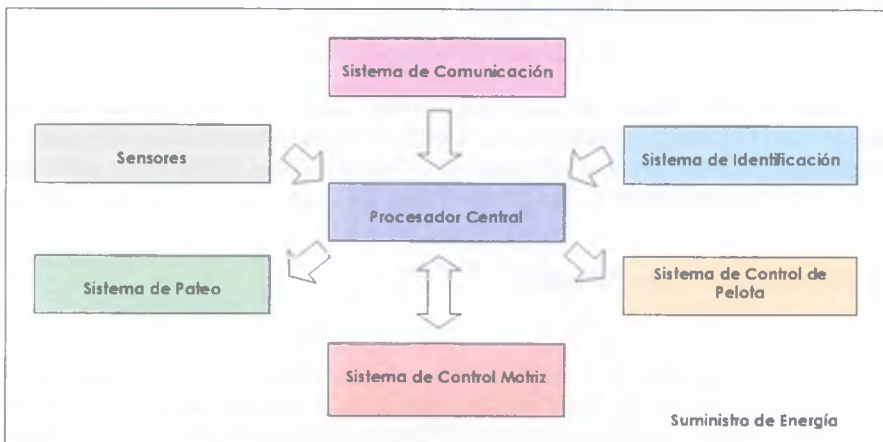 Sistema de Comunicación
Sensores
Sistema de Identificación
Procesador Central
Sistema de Pateo
Sistema de Control de
Pelota
Sistema de Control Motriz
Suministro de Energía